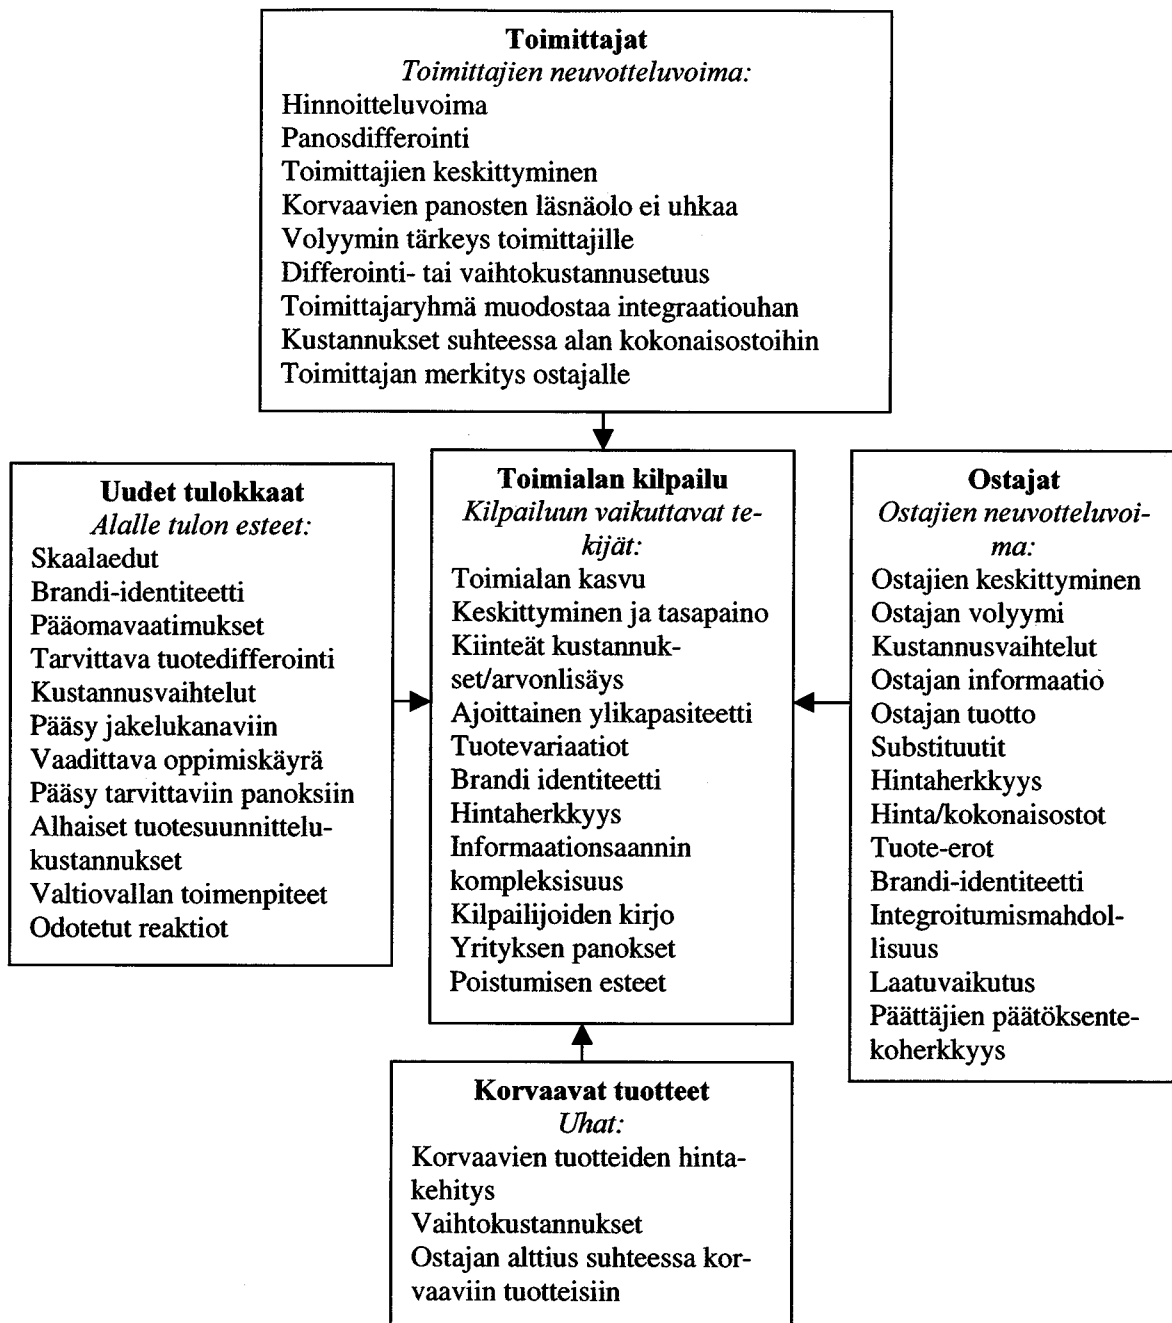 Toimittajat
Toimittajien neuvotteluvoima:
Hinnoitteluvoima
Panosdifferointi
Toimittajien keskittyminen
Korvaavien panosten läsnäolo ei uhkaa
Volyymin tärkeys toimittajille
Differointi- tai vaihtokustannusetuus
Toimittajaryhmä muodostaa integraatiouhan
Kustannukset suhteessa alan kokonaisostoihin
Toimittajan merkitys ostajalle
Uudet tulokkaat
Alalle tulon esteet:
Skaalaedut
Brandi-identiteetti
Pääomavaatimukset
Tarvittava tuotedifferointi
Kustannusvaihtelut
Pääsy jakelukanaviin
Vaadittava oppimiskäyrä
Pääsy tarvittaviin panoksiin
Alhaiset tuotesuunnittelu-
kustannukset
Valtiovallan toimenpiteet
Odotetut reaktiot
Toimialan kilpailu
Kilpailuun vaikuttavat te-
kijät:
Toimialan kasvu
Keskittyminen ja tasapaino
Kiinteät kustannuk-
set/arvonlisäys
Ajoittainen ylikapasiteetti
Tuotevariaatiot
Brandi identiteetti
Hintaherkkyys
Informaationsaannin
kompleksisuus
Kilpailijoiden kirjo
Yrityksen panokset
Poistumisen esteet
Ostajat
Ostajien neuvotteluvoi-
ma:
Ostajien keskittyminen
Ostajan volyymi
Kustannusvaihtelut
Ostajan informaatio
Ostajan tuotto
Substituutit
Hintaherkkyys
Hinta/kokonaisostot
Tuote-erot
Brandi-identiteetti
Integroitumismahdol-
lisuus
Laatuvaikutus
Päättäjien päätöksente-
koherkkyys
Korvaavat tuotteet
Uhat:
Korvaavien tuotteiden hinta-
kehitys
Vaihtokustannukset
Ostajan alttius suhteessa kor-
vaaviin tuotteisiin